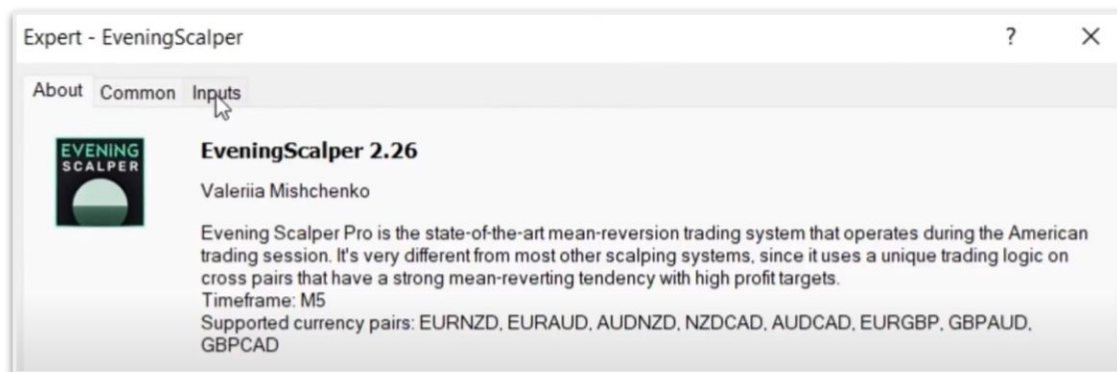 Expert - EveningScalper
?
About
Common
Inputs
EVENING
SCALPER
EveningScalper 2.26
Valeriia Mishchenko
Evening Scalper Pro is the state-of-the-art mean-reversion trading system that operates during the American
trading session. It's very different from most other scalping systems, since it uses a unique trading logic on
cross pairs that have a strong mean-reverting tendency with high profit targets.
Timeframe: M5
Supported currency pairs: EURNZD, EURAUD, AUDNZD, NZDCAD, AUDCAD, EURGBP, GBPAUD,
GBPCAD